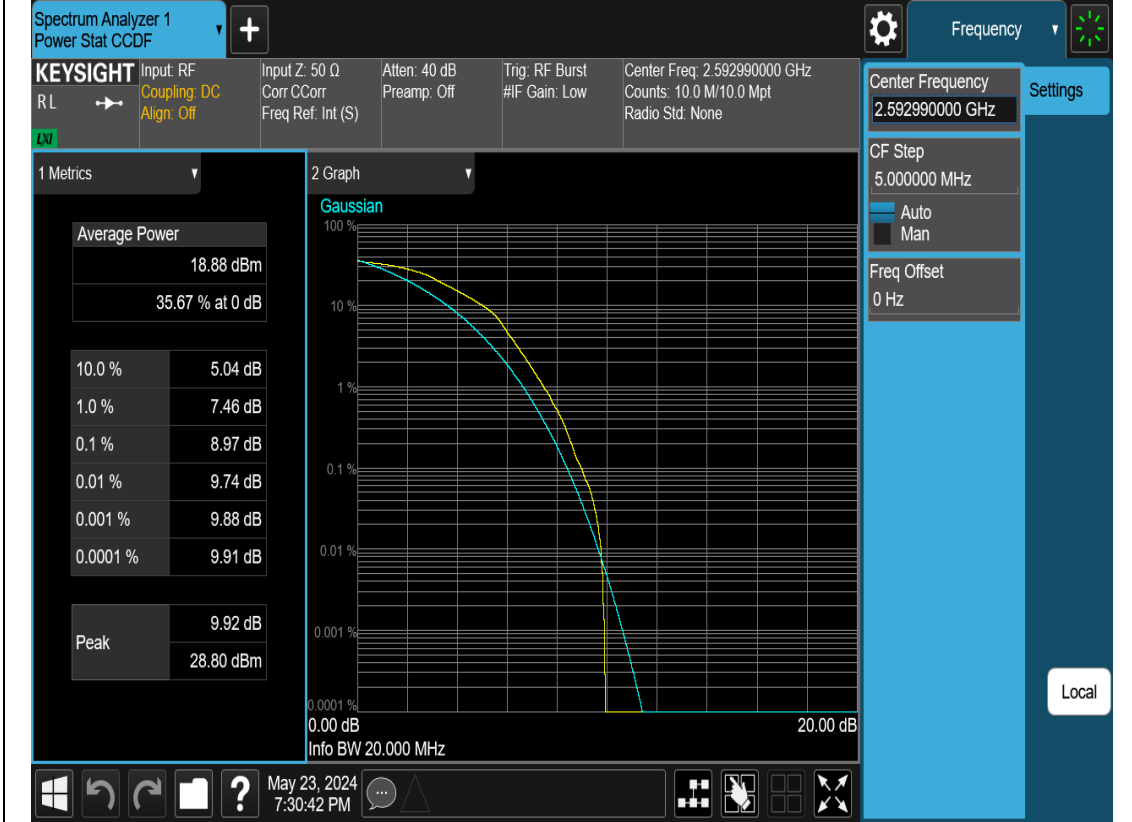 Spectrum Analyzer 1
Power Stat CCDF
Frequency
KEYSIGHT
RL
LXI
Input: RF
Coupling: DC
Align: Off
Input Z: 50 Ω
Corr CCorr
Freq Ref: Int (S)
Atten: 40 dB
Preamp: Off
Trig: RF Burst
#IF Gain: Low
Center Freq: 2.592990000 GHz
Counts: 10.0 M/10.0 Mpt
Radio Std: None
Center Frequency
2.592990000 GHz
Settings
CF Step
5.000000 MHz
Auto
Man
Freq Offset
0 Hz
Local
1 Metrics
Average Power
18.88 dBm
35.67 % at 0 dB
10.0 % 5.04 dB
1.0 % 7.46 dB
0.1 % 8.97 dB
0.01 % 9.74 dB
0.001 % 9.88 dB
0.0001 % 9.91 dB
Peak 9.92 dB
28.80 dBm
2 Graph
Gaussian
100 %
10 %
1 %
0.1 %
0.01 %
0.001 %
0.0001 %
0.00 dB 20.00 dB
Info BW 20.000 MHz
?
May 23, 2024
7:30:42 PM